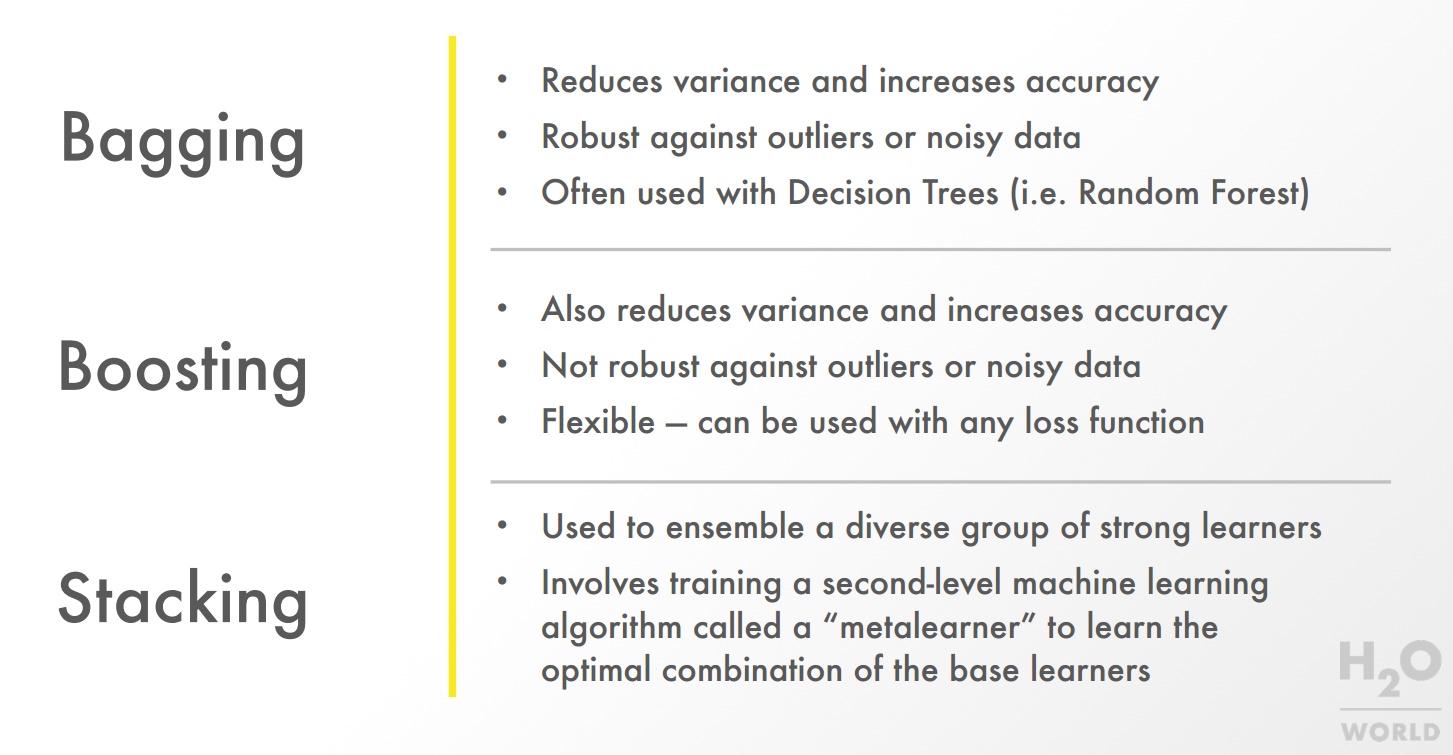 Bagging
• Reduces variance and increases accuracy
• Robust against outliers or noisy data
• Often used with Decision Trees (i.e. Random Forest)
Boosting
• Also reduces variance and increases accuracy
• Not robust against outliers or noisy data
• Flexible – can be used with any loss function
Stacking
• Used to ensemble a diverse group of strong learners
• Involves training a second-level machine learning
algorithm called a “metalearner” to learn the
optimal combination of the base learners
H2O
WORLD